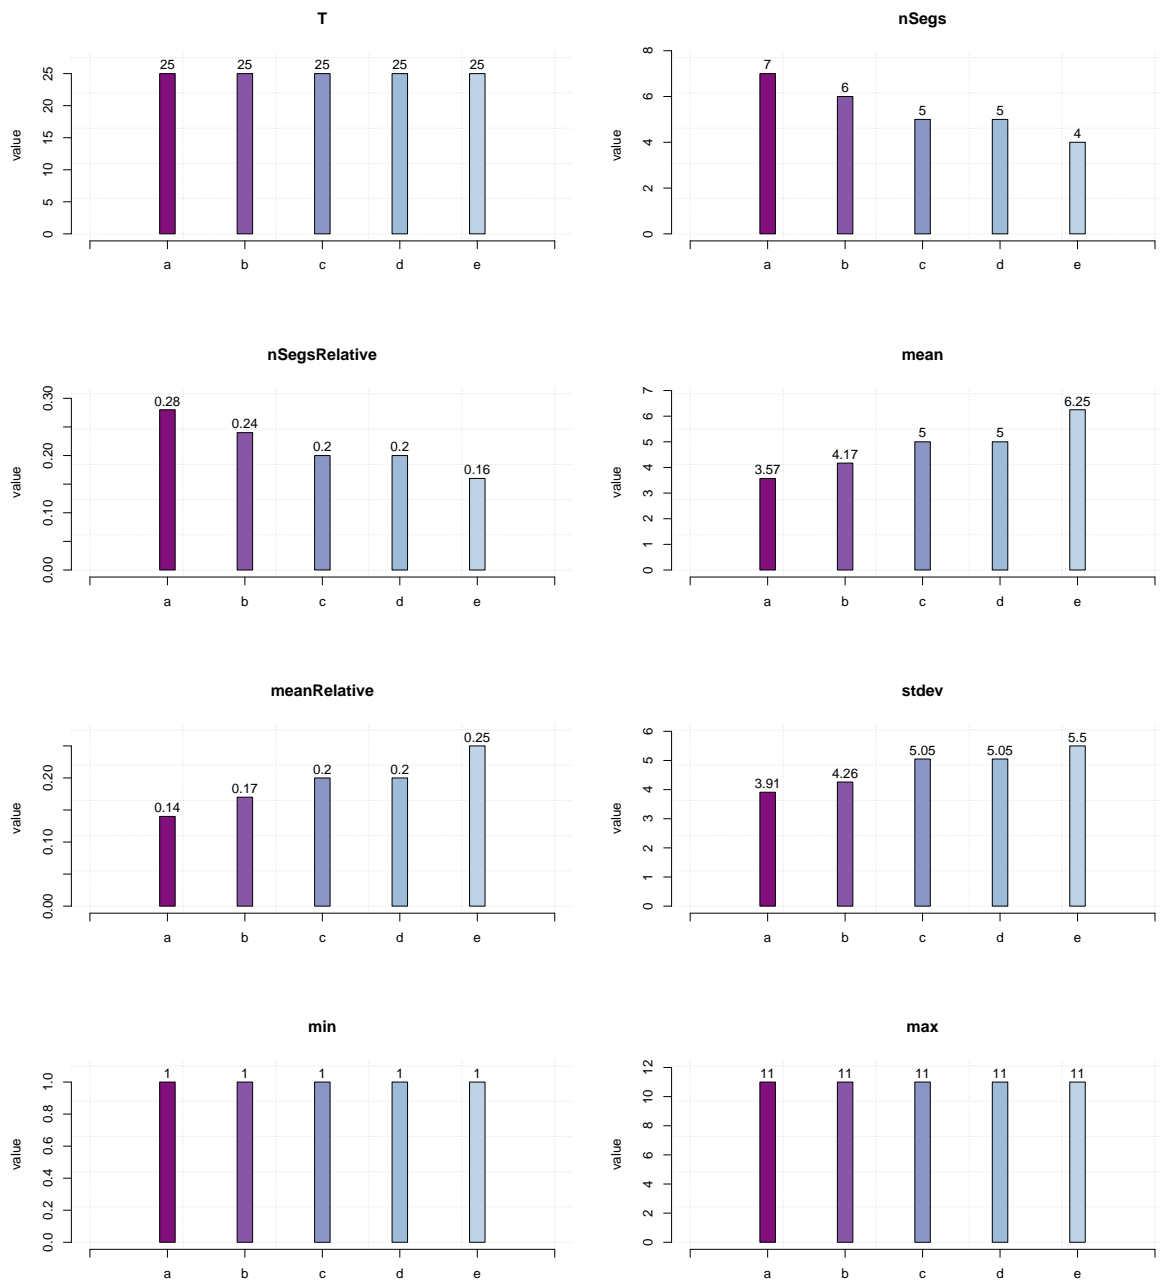 T
value
0 5 10 15 20 25
25 25 25 25 25
a b c d e
nSegs
value
0 2 4 6 8
7 6 5 5 4
a b c d e
nSegsRelative
value
0.00 0.10 0.20 0.30
0.28 0.24 0.2 0.2 0.16
a b c d e
mean
value
0 1 2 3 4 5 6 7
3.57 4.17 5 5 6.25
a b c d e
meanRelative
value
0.00 0.10 0.20
0.14 0.17 0.2 0.2 0.25
a b c d e
stdev
value
0 1 2 3 4 5 6
3.91 4.26 5.05 5.05 5.5
a b c d e
min
value
0.0 0.2 0.4 0.6 0.8 1.0
1 1 1 1 1
a b c d e
max
value
0 2 4 6 8 10 12
11 11 11 11 11
a b c d e